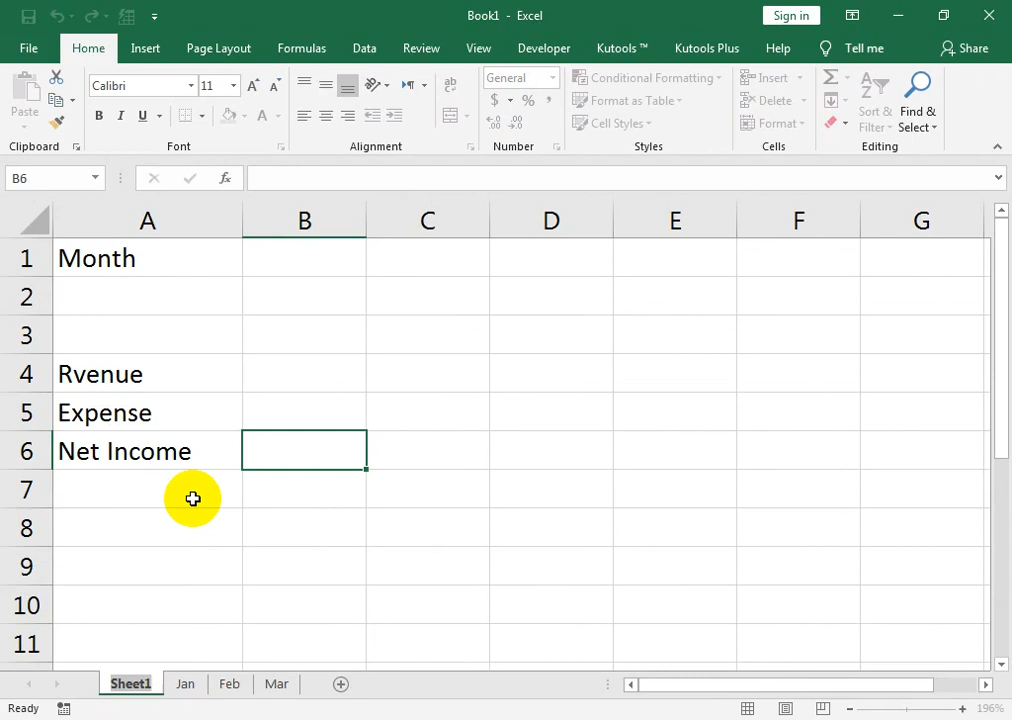 Book1 - Excel
Sign in
File Home Insert Page Layout Formulas Data Review View Developer Kutools ™ Kutools Plus Help Tell me Share
Paste
Calibri 11
B I U A
ab
General
$ % ,
Conditional Formatting
Format as Table
Cell Styles
Insert
Delete
Format
Sort & Filter
Find & Select
Clipboard Font Alignment Number Styles Cells Editing
B6 fx
A B C D E F G
1 Month
2
3
4 Rvenue
5 Expense
6 Net Income
7
8
9
10
11
Sheet1 Jan Feb Mar
Ready 196%